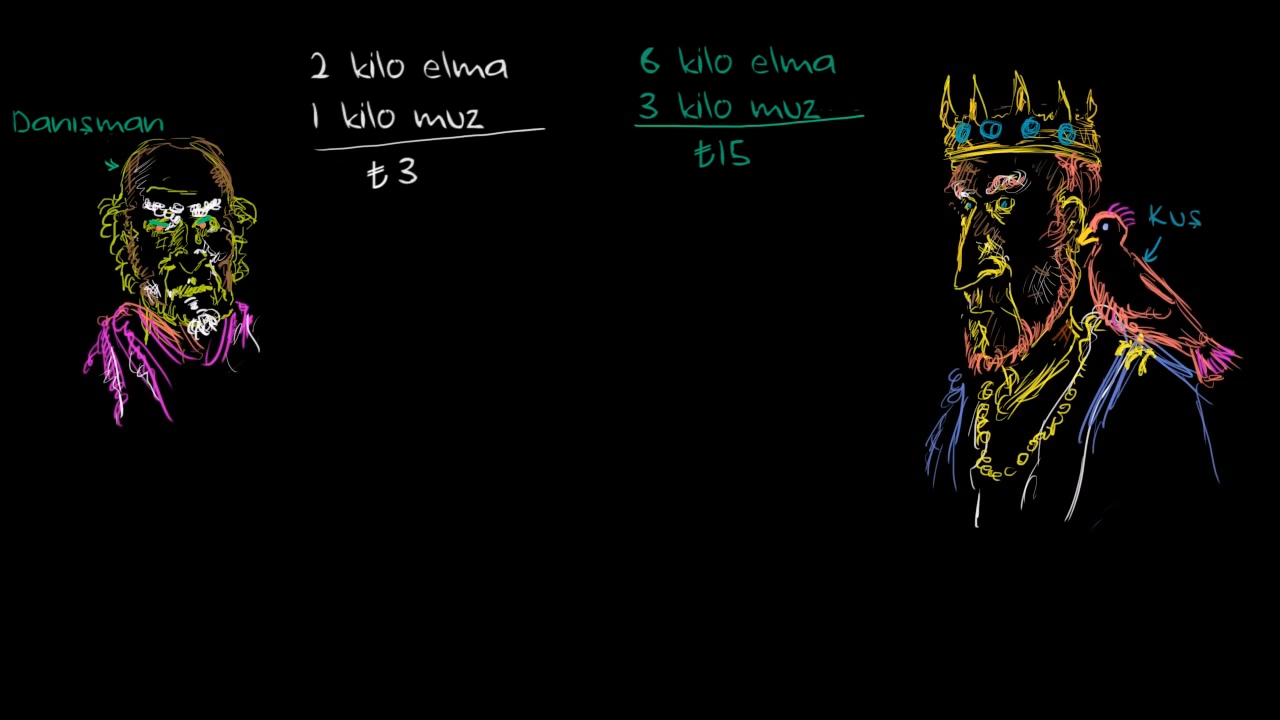 Danışman
2 kilo elma
1 kilo muz
₺3
6 kilo elma
3 kilo muz
₺15
Kuş